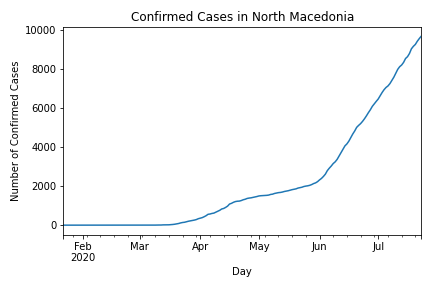 Confirmed Cases in North Macedonia
10000
8000
6000
4000
2000
0
Number of Confirmed Cases
Feb Mar Apr May Jun Jul
2020
Day